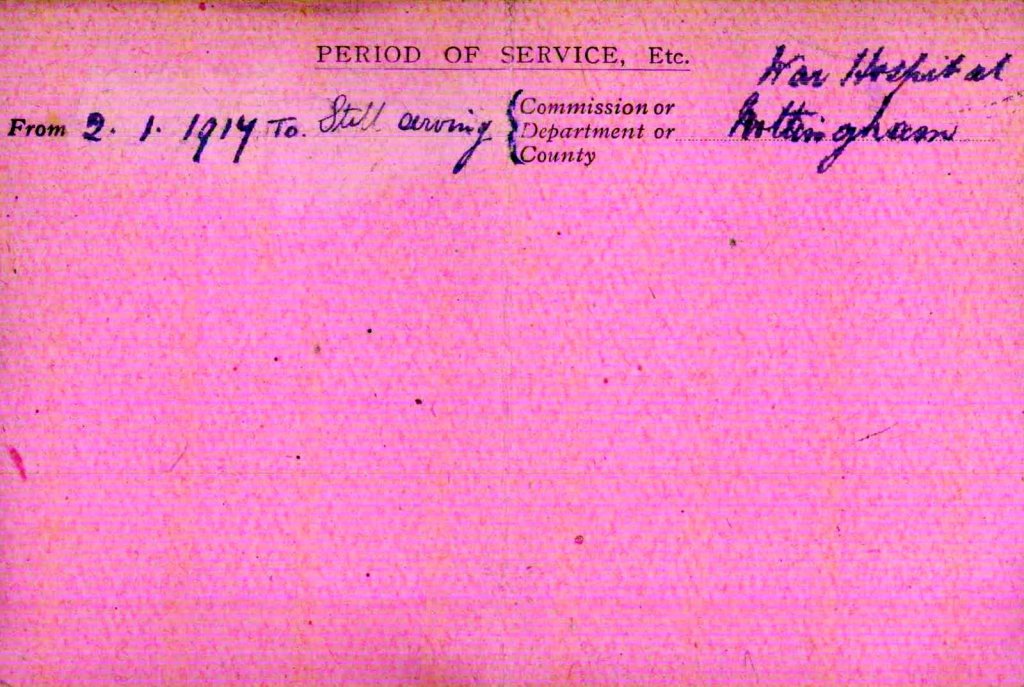 PERIOD OF SERVICE, Etc.
War Hospital at
Commission or
From 2. 1. 1917 To. Still serving { Department or Nottingham
County